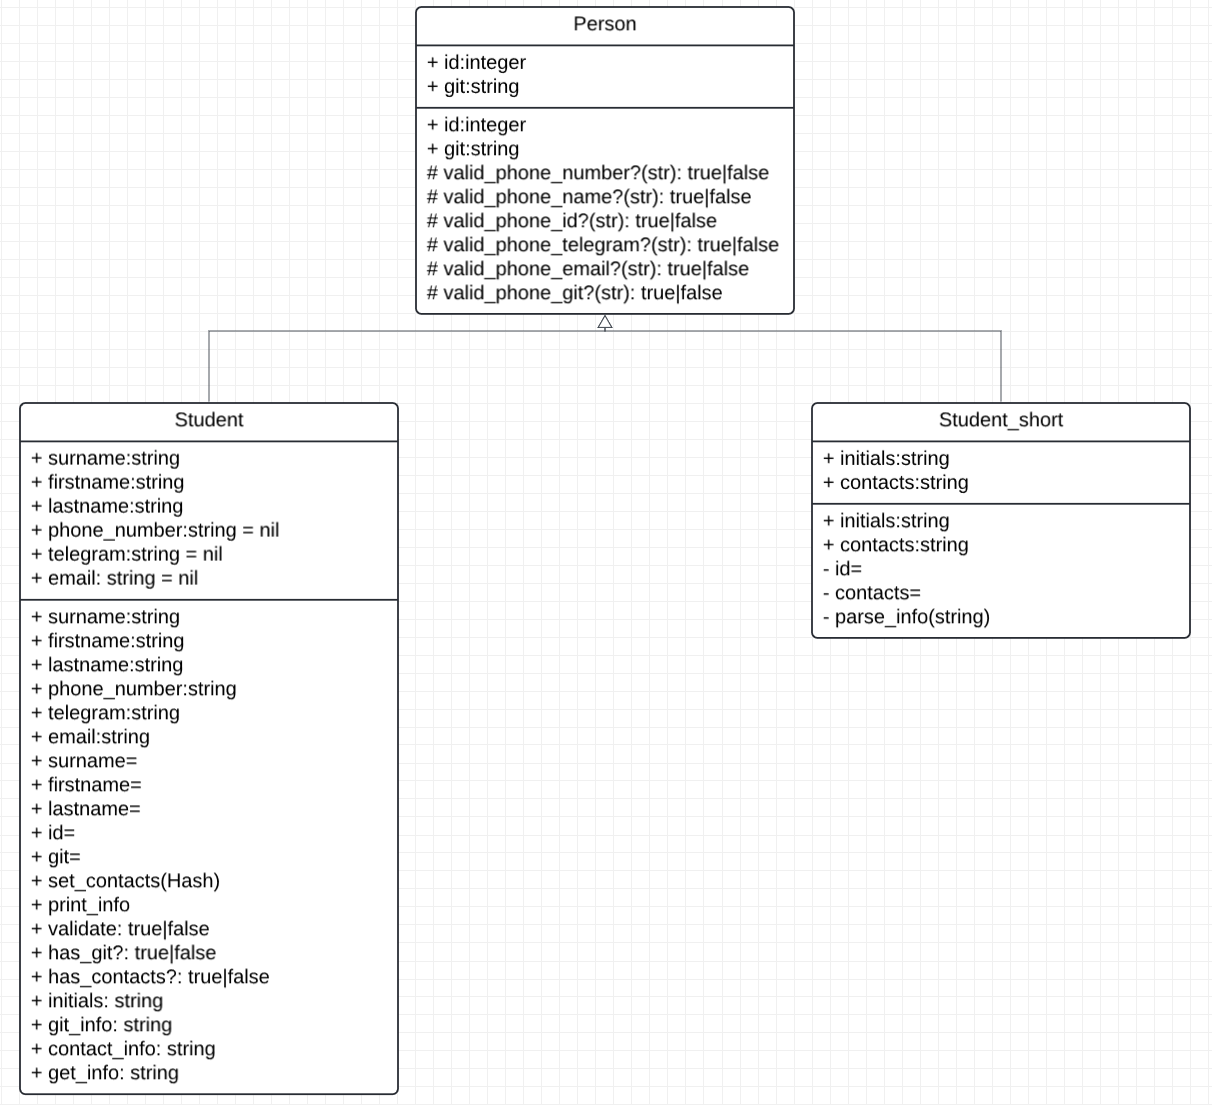 Person
+ id:integer
+ git:string
+ id:integer
+ git:string
# valid_phone_number?(str): true|false
# valid_phone_name?(str): true|false
# valid_phone_id?(str): true|false
# valid_phone_telegram?(str): true|false
# valid_phone_email?(str): true|false
# valid_phone_git?(str): true|false
Student
+ surname:string
+ firstname:string
+ lastname:string
+ phone_number:string = nil
+ telegram:string = nil
+ email: string = nil
+ surname:string
+ firstname:string
+ lastname:string
+ phone_number:string
+ telegram:string
+ email:string
+ surname=
+ firstname=
+ lastname=
+ id=
+ git=
+ set_contacts(Hash)
+ print_info
+ validate: true|false
+ has_git?: true|false
+ has_contacts?: true|false
+ initials: string
+ git_info: string
+ contact_info: string
+ get_info: string
Student_short
+ initials:string
+ contacts:string
+ initials:string
+ contacts:string
- id=
- contacts=
- parse_info(string)